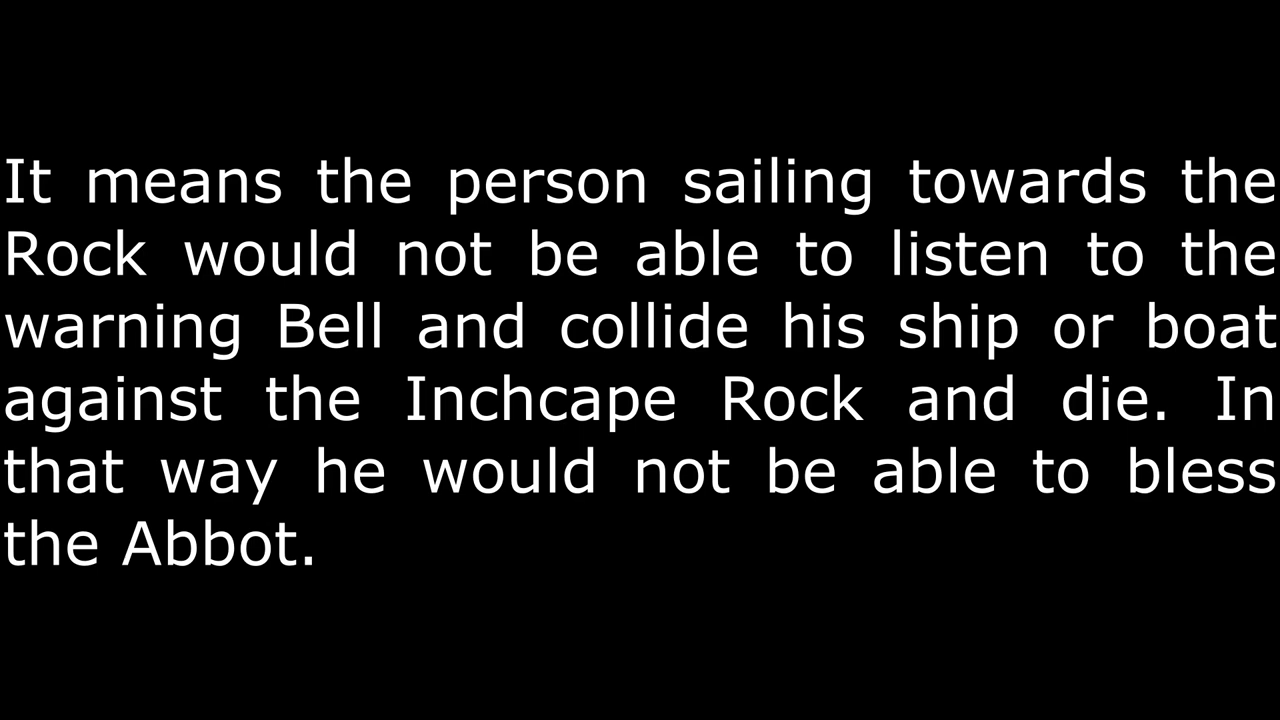 It means the person sailing towards the
Rock would not be able to listen to the
warning Bell and collide his ship or boat
against the Inchcape Rock and die. In
that way he would not be able to bless
the Abbot.